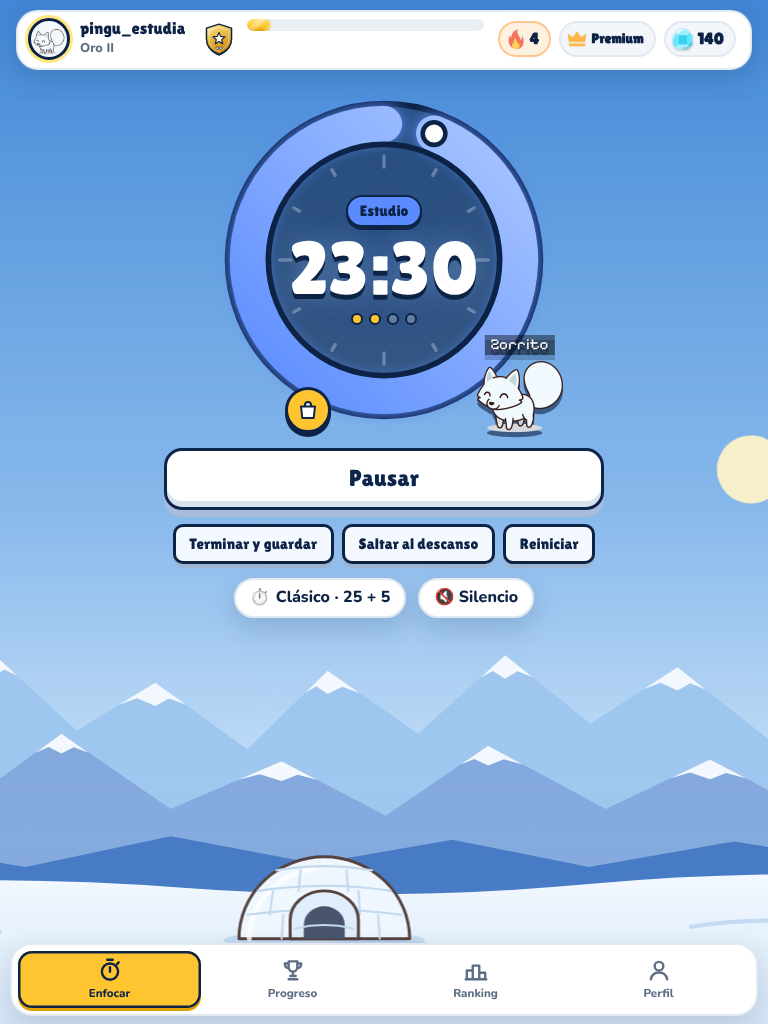 pingu_estudia
Oro II
4
Premium
140
Estudio
23:30
Zorrito
Pausar
Terminar y guardar
Saltar al descanso
Reiniciar
Clásico · 25 + 5
Silencio
Enfocar
Progreso
Ranking
Perfil